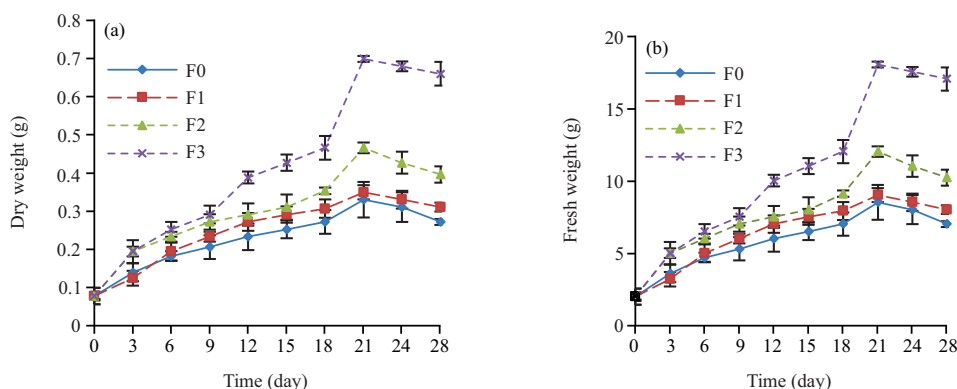 (a)
Dry weight (g)
0.8
0.7
0.6
0.5
0.4
0.3
0.2
0.1
0
F0
F1
F2
F3
0 3 6 9 12 15 18 21 24 28
Time (day)
(b)
Fresh weight (g)
20
15
10
5
0
F0
F1
F2
F3
0 3 6 9 12 15 18 21 24 28
Time (day)